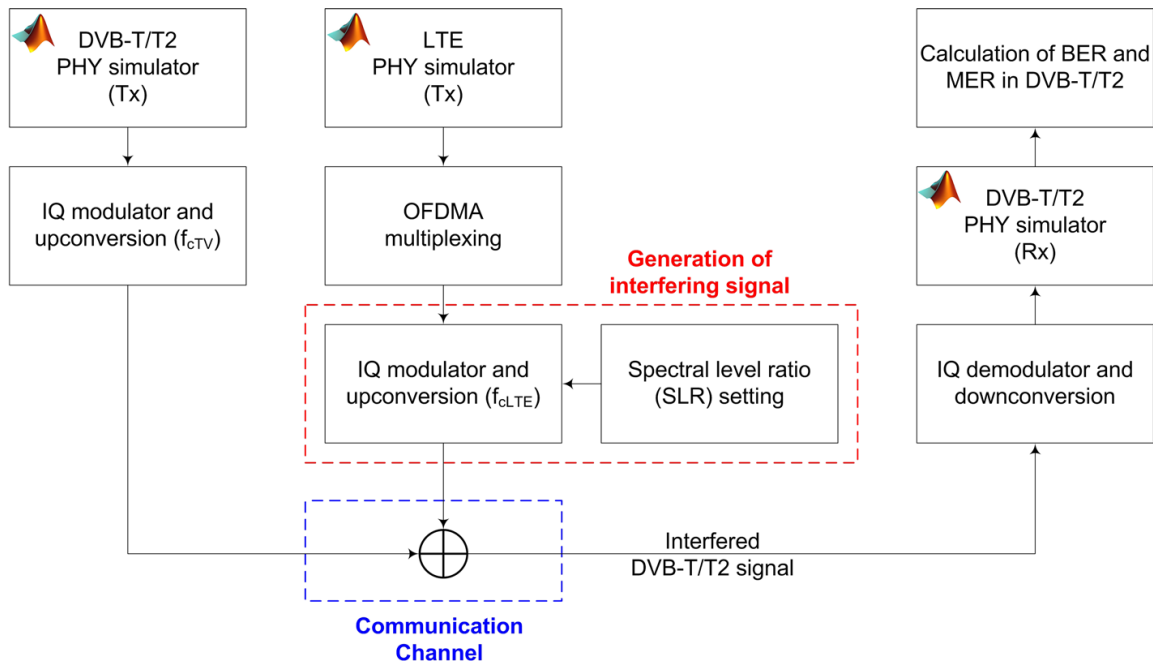 DVB-T/T2
PHY simulator
(Tx)
LTE
PHY simulator
(Tx)
Calculation of BER and
MER in DVB-T/T2
IQ modulator and
upconversion (fcTV)
OFDMA
multiplexing
DVB-T/T2
PHY simulator
(Rx)
Generation of
interfering signal
IQ modulator and
upconversion (fcLTE)
Spectral level ratio
(SLR) setting
IQ demodulator and
downconversion
Interfered
DVB-T/T2 signal
Communication
Channel